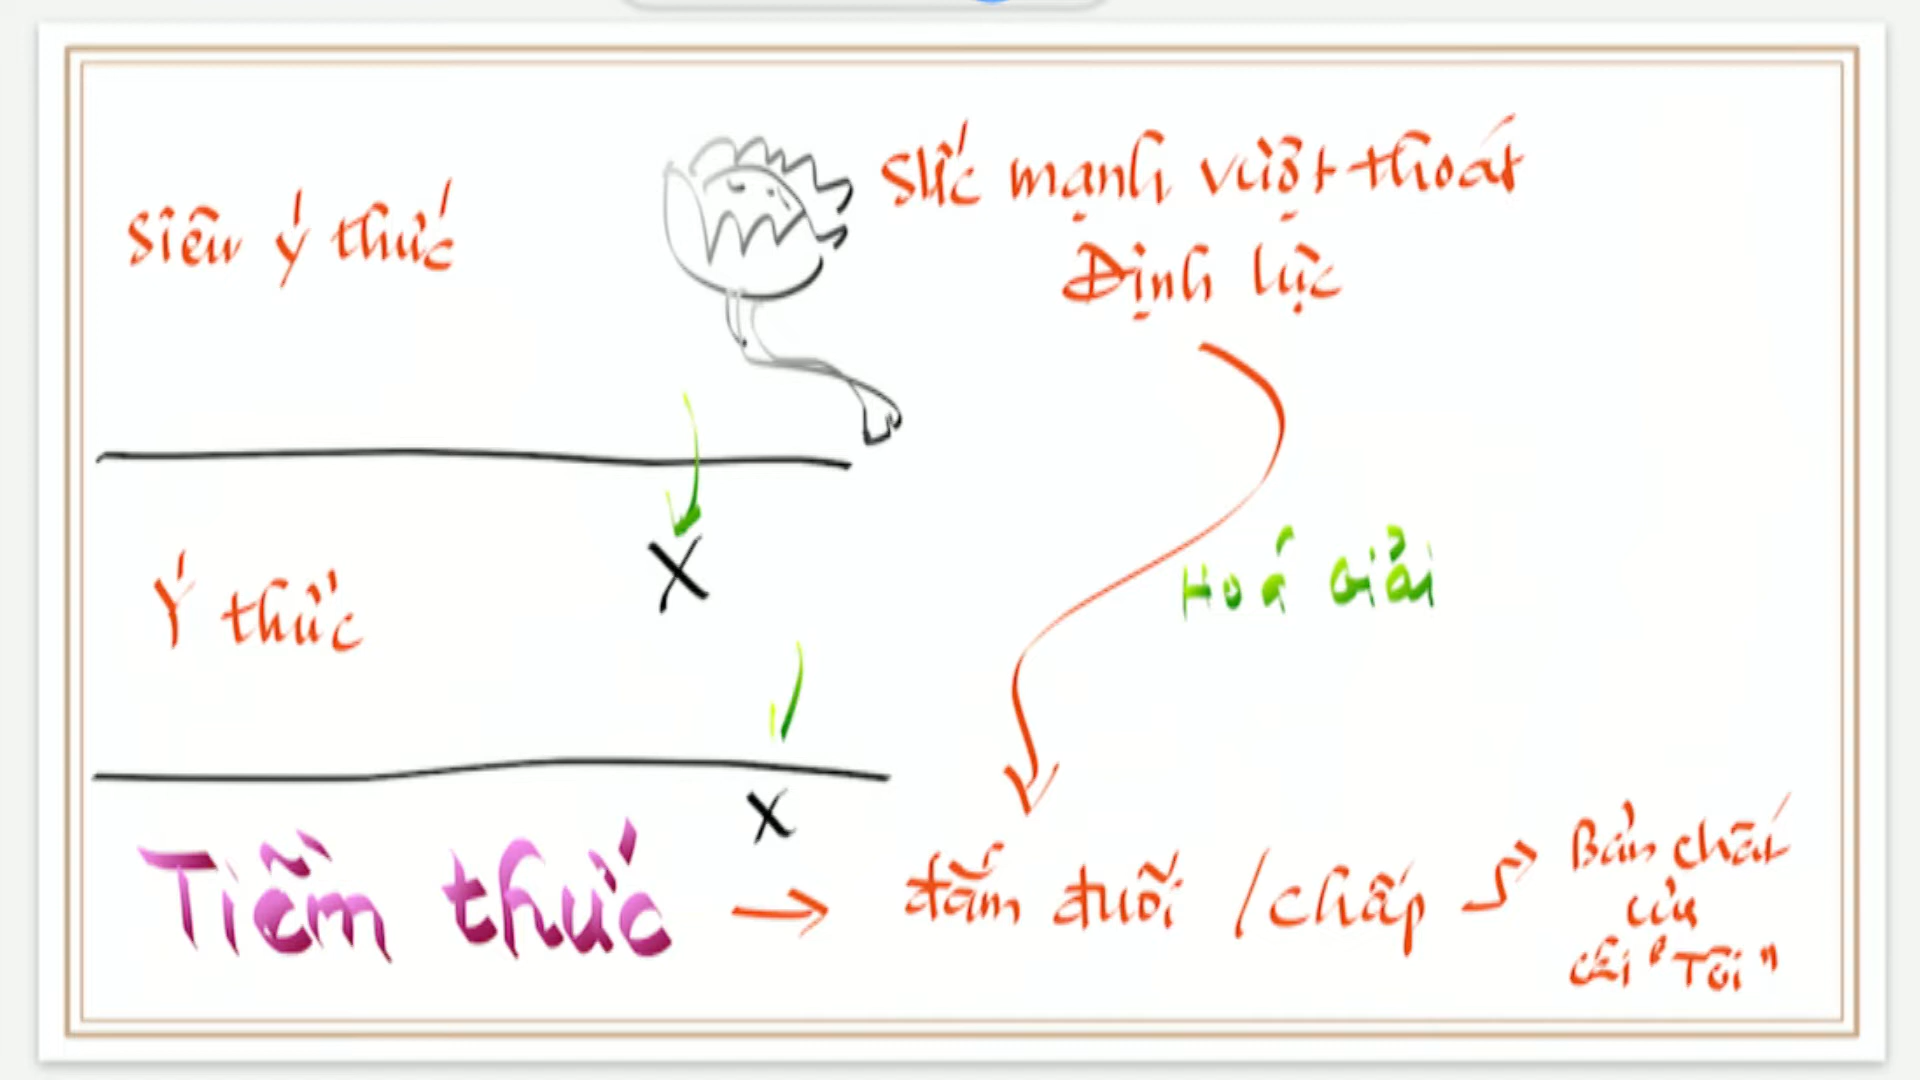 Siêu ý thức
Sức mạnh vượt thoát
Định lực
Ý thức
X
Hoá Giải
X
Tiềm thức → đắm đuối / chấp
Bản chất
của
cái "Tôi"